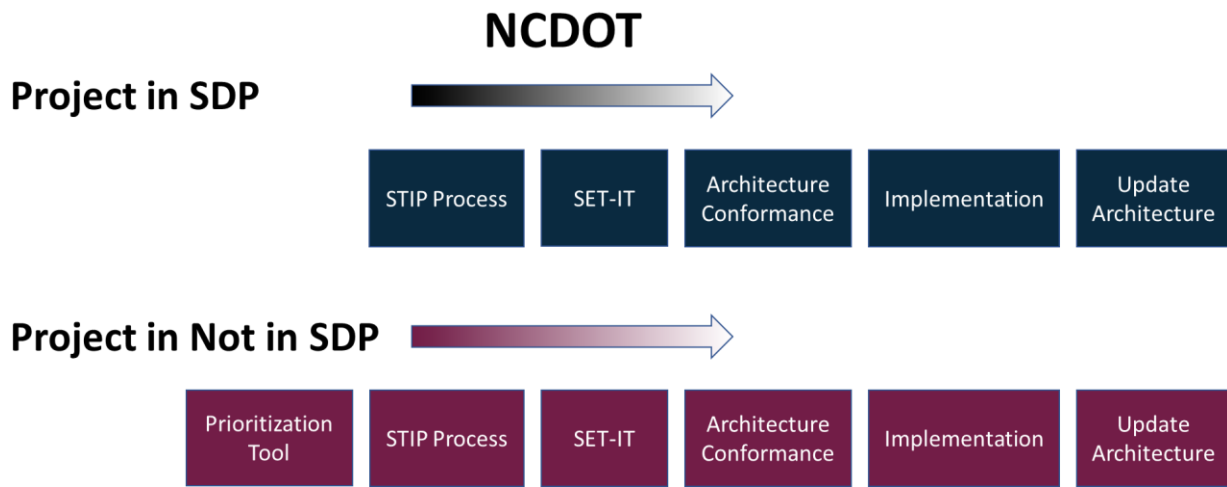 NCDOT
Project in SDP
STIP Process
SET-IT
Architecture
Conformance
Implementation
Update
Architecture
Project in Not in SDP
Prioritization
Tool
STIP Process
SET-IT
Architecture
Conformance
Implementation
Update
Architecture